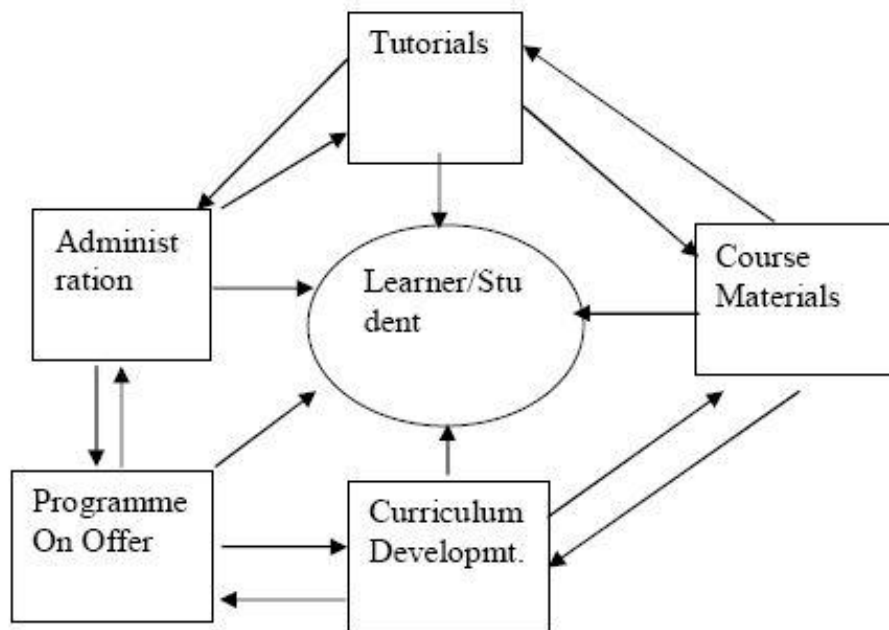 Tutorials
Administ
ration
Learner/Stu
dent
Course
Materials
Programme
On Offer
Curriculum
Developmt.